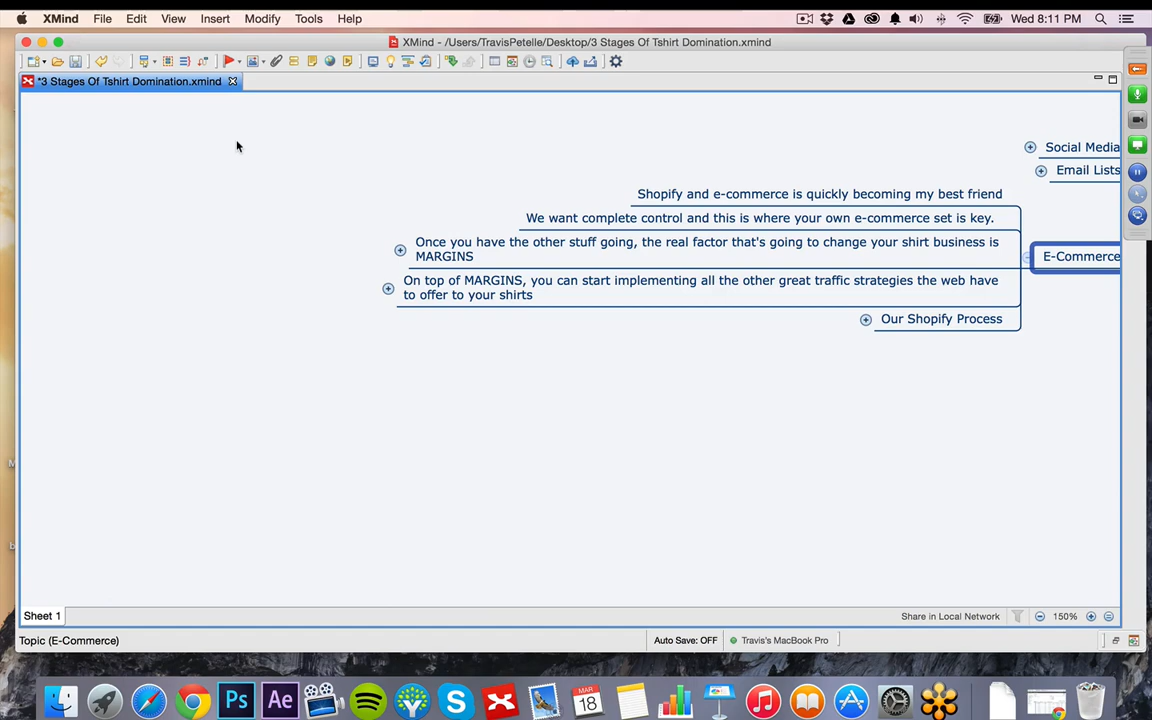 XMind File Edit View Insert Modify Tools Help Wed 8:11 PM
XMind - /Users/TravisPetelle/Desktop/3 Stages Of Tshirt Domination.xmind
*3 Stages Of Tshirt Domination.xmind
Social Media
Email Lists
Shopify and e-commerce is quickly becoming my best friend
We want complete control and this is where your own e-commerce set is key.
Once you have the other stuff going, the real factor that's going to change your shirt business is
MARGINS
E-Commerce
On top of MARGINS, you can start implementing all the other great traffic strategies the web have
to offer to your shirts
Our Shopify Process
Sheet 1
Share in Local Network
150%
Topic (E-Commerce)
Auto Save: OFF
Travis's MacBook Pro
Ps
Ae
MAR
18